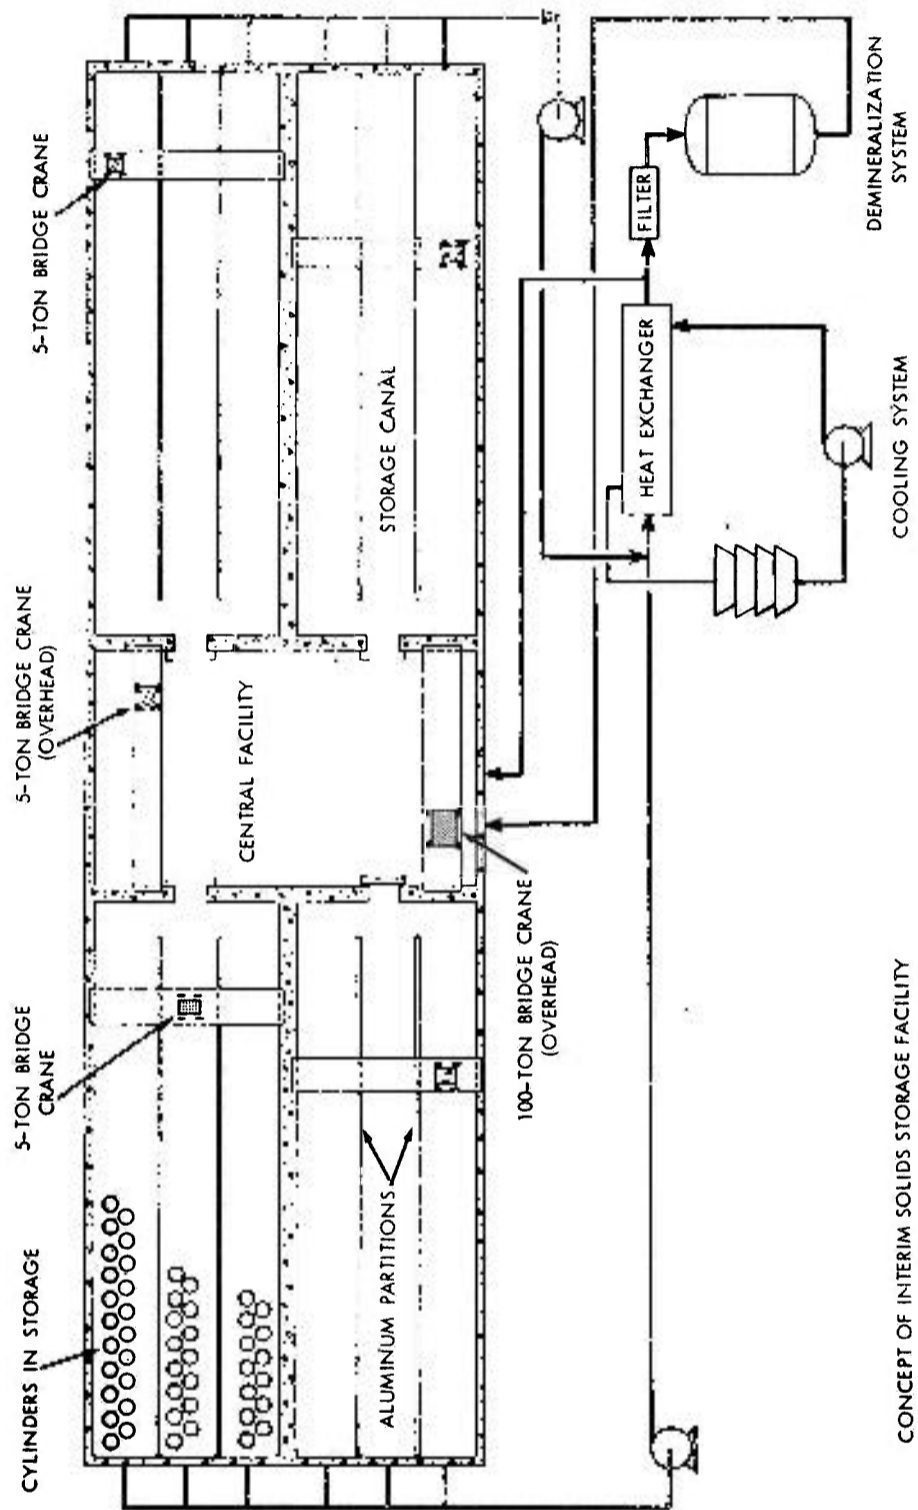 CYLINDERS IN STORAGE
5-TON BRIDGE
CRANE
5-TON BRIDGE CRANE
(OVERHEAD)
5-TON BRIDGE CRANE
CENTRAL FACILITY
STORAGE CANAL
ALUMINUM PARTITIONS
100-TON BRIDGE CRANE
(OVERHEAD)
HEAT EXCHANGER
FILTER
COOLING SYSTEM
DEMINERALIZATION
SYSTEM
CONCEPT OF INTERIM SOLIDS STORAGE FACILITY